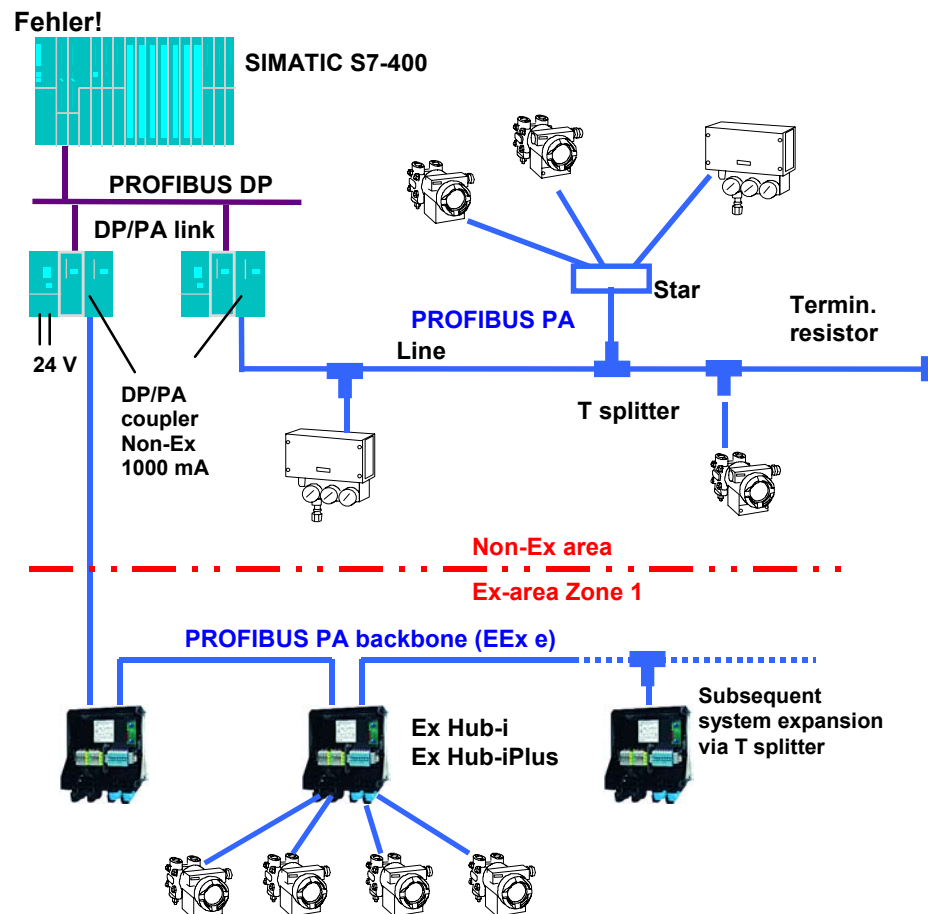 Fehler!
SIMATIC S7-400
PROFIBUS DP
DP/PA link
Star
PROFIBUS PA
Termin.
resistor
Line
24 V
DP/PA
coupler
Non-Ex
1000 mA
T splitter
Non-Ex area
Ex-area Zone 1
PROFIBUS PA backbone (EEx e)
Ex Hub-i
Ex Hub-iPlus
Subsequent
system expansion
via T splitter